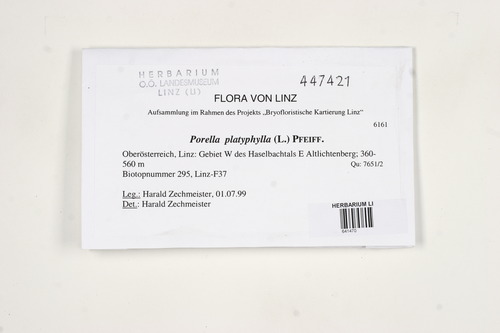 HERBARIUM
O.Ö. LANDESMUSEUM
LINZ (LI)
447421
FLORA VON LINZ
Aufsammlung im Rahmen des Projekts „Bryofloristische Kartierung Linz“
6161
Porella platyphylla (L.) PFEIFF.
Oberösterreich, Linz: Gebiet W des Haselbachtals E Altlichtenberg; 360-
560 m
Qu: 7651/2
Biotopnummer 295, Linz-F37
Leg.: Harald Zechmeister, 01.07.99
Det.: Harald Zechmeister
HERBARIUM LI
641470